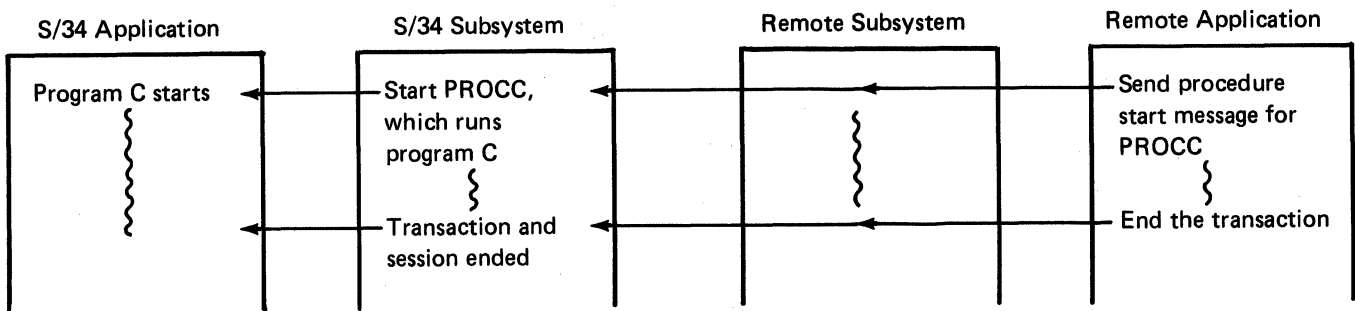 S/34 Application
S/34 Subsystem
Remote Subsystem
Remote Application
Program C starts
Start PROCC,
which runs
program C
Transaction and
session ended
Send procedure
start message for
PROCC
End the transaction